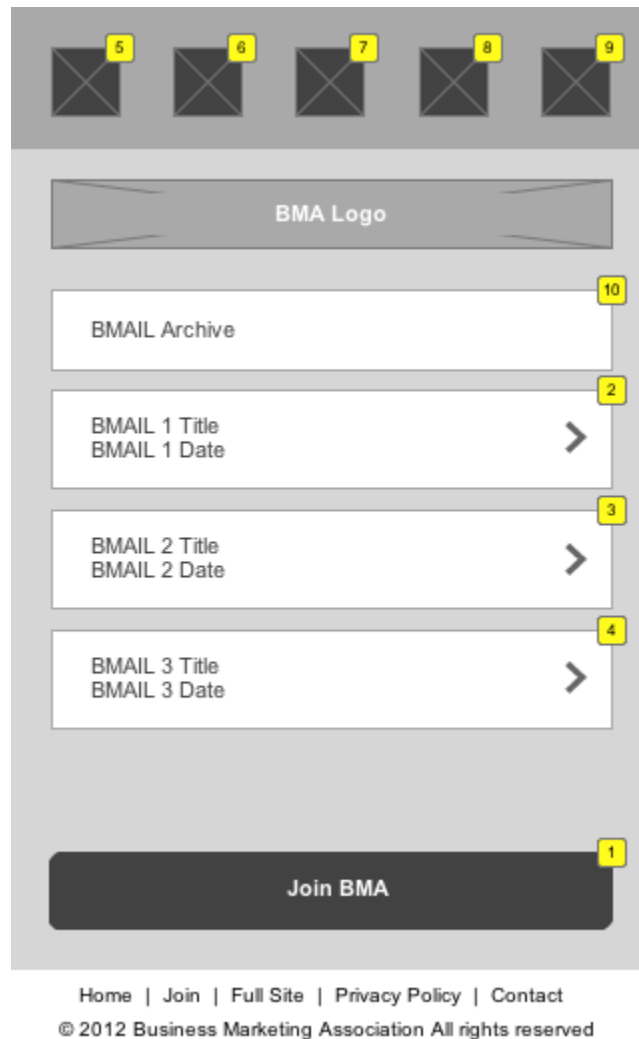 5 6 7 8 9
BMA Logo
10
BMAIL Archive
2
BMAIL 1 Title
BMAIL 1 Date
3
BMAIL 2 Title
BMAIL 2 Date
4
BMAIL 3 Title
BMAIL 3 Date
1
Join BMA
Home | Join | Full Site | Privacy Policy | Contact
© 2012 Business Marketing Association All rights reserved